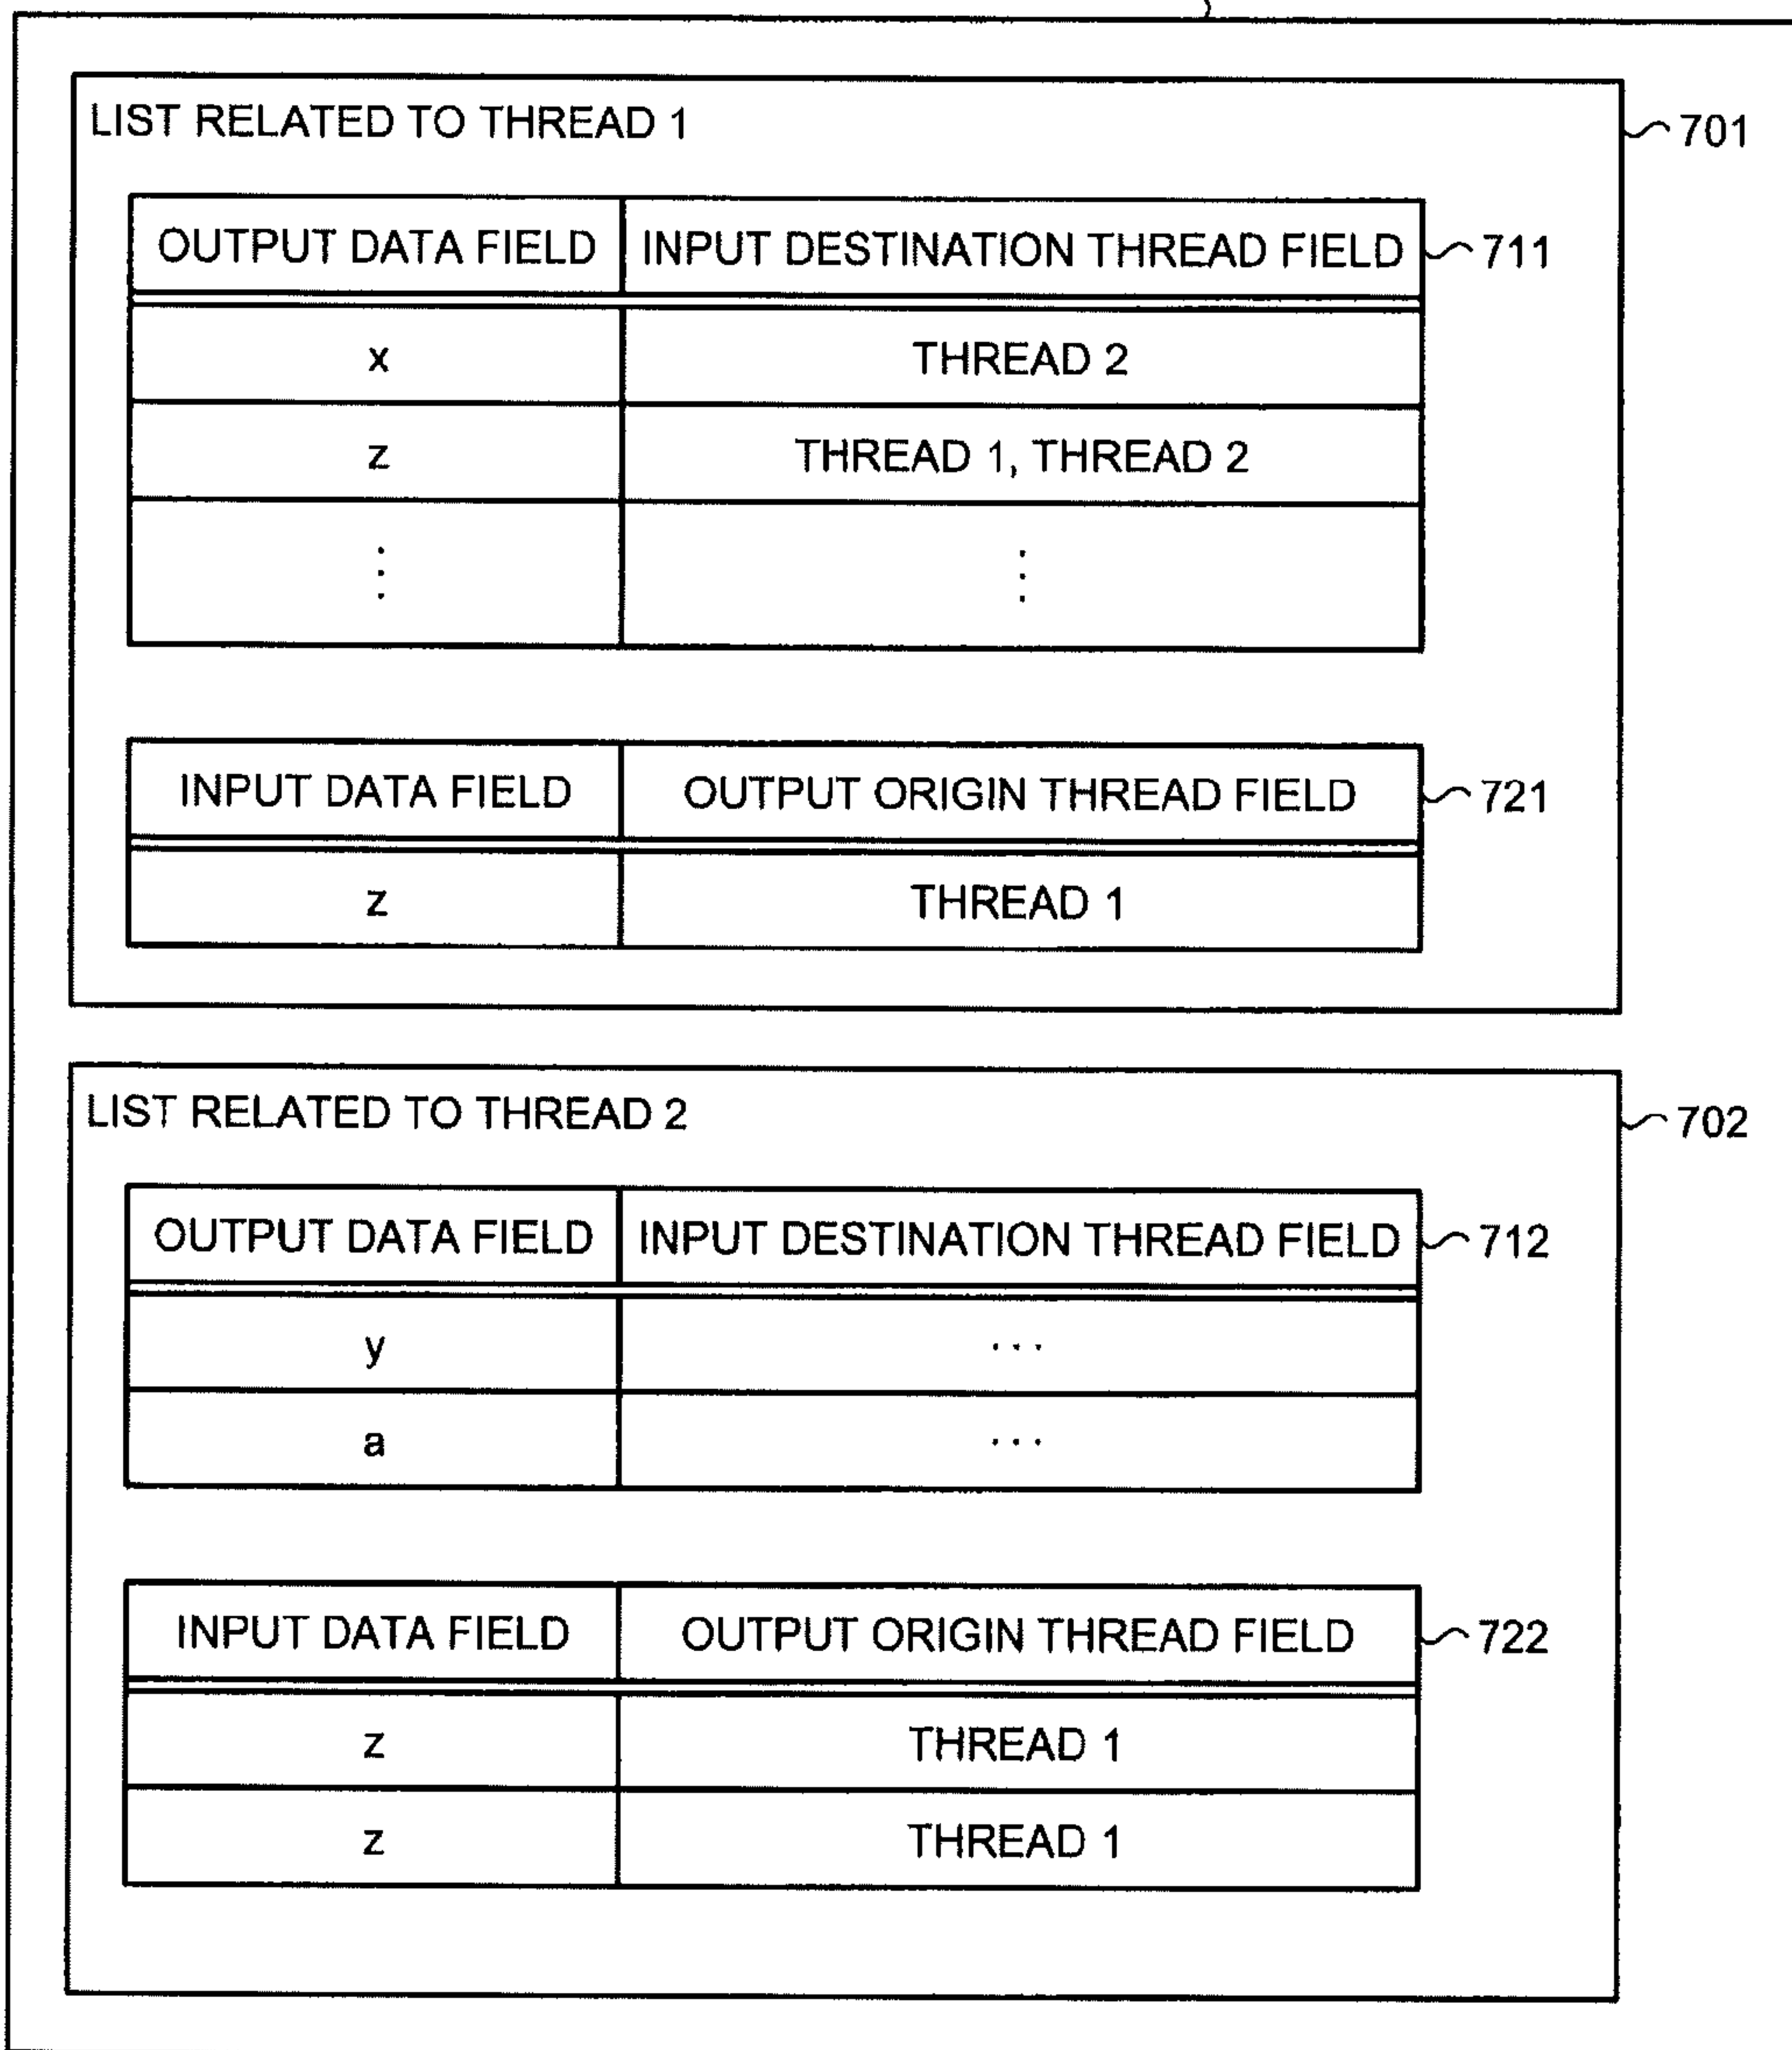 LIST RELATED TO THREAD 1
701
OUTPUT DATA FIELD INPUT DESTINATION THREAD FIELD 711
x THREAD 2
z THREAD 1, THREAD 2
⋮ ⋮
INPUT DATA FIELD OUTPUT ORIGIN THREAD FIELD 721
z THREAD 1
LIST RELATED TO THREAD 2
702
OUTPUT DATA FIELD INPUT DESTINATION THREAD FIELD 712
y ...
a ...
INPUT DATA FIELD OUTPUT ORIGIN THREAD FIELD 722
z THREAD 1
z THREAD 1